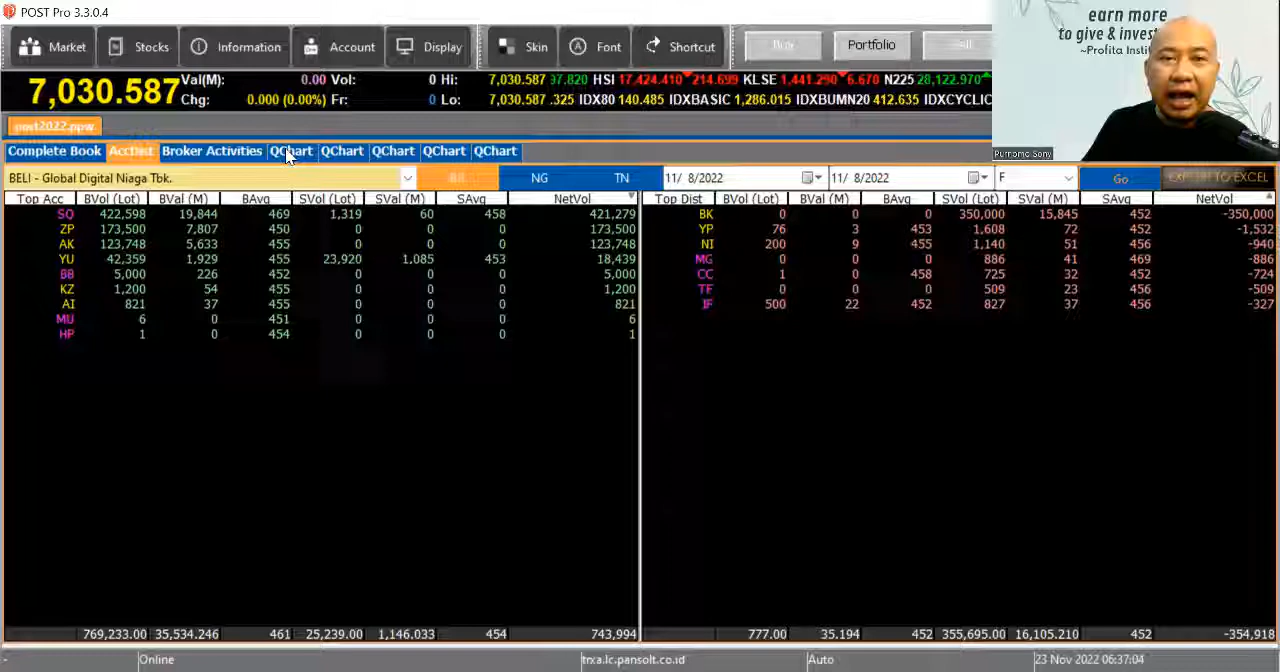 POST Pro 3.3.0.4
Market Stocks Information Account Display Skin Font Shortcut Portfolio
earn more
to give & invest
~Profita Insti
7,030.587 Val(M): 0.00 Vol: 0 Hi: 7,030.587 97.820 HSI 17,424.410 214.699 KLSE 1,441.290 6.670 N225 28,122.970
Chg: 0.000 (0.00%) Fr: 0 Lo: 7,030.587 .325 IDX80 140.485 IDXBASIC 1,286.015 IDXBUMN20 412.635 IDXCYCLIC
post2022.ppw
Purnomo Sony
Complete Book AccDist Broker Activities QChart QChart QChart QChart QChart
BELI - Global Digital Niaga Tbk. NG TN 11/ 8/2022 11/ 8/2022 F Go EXPORT TO EXCEL
Top Acc BVol (Lot) BVal (M) BAvg SVol (Lot) SVal (M) SAvg NetVol Top Dist BVol (Lot) BVal (M) BAvg SVol (Lot) SVal (M) SAvg NetVol
SQ 422,598 19,844 469 1,319 60 458 421,279 BK 0 0 0 350,000 15,845 452 -350,000
ZP 173,500 7,807 450 0 0 0 173,500 YP 76 3 453 1,608 72 452 -1,532
AK 123,748 5,633 455 0 0 0 123,748 NI 200 9 455 1,140 51 456 -940
YU 42,359 1,929 455 23,920 1,085 453 18,439 MG 0 0 0 886 41 469 -886
BB 5,000 226 452 0 0 0 5,000 CC 1 0 458 725 32 452 -724
KZ 1,200 54 455 0 0 0 1,200 TF 0 0 0 509 23 456 -509
AI 821 37 455 0 0 0 821 IF 500 22 452 827 37 456 -327
MU 6 0 451 0 0 0 6
HP 1 0 454 0 0 0 1
769,233.00 35,534.246 461 25,239.00 1,146.033 454 743,994 777.00 35.194 452 355,695.00 16,105.210 452 -354,918
- Online trxa.lc.pansolt.co.id Auto 23 Nov 2022 06:37:04